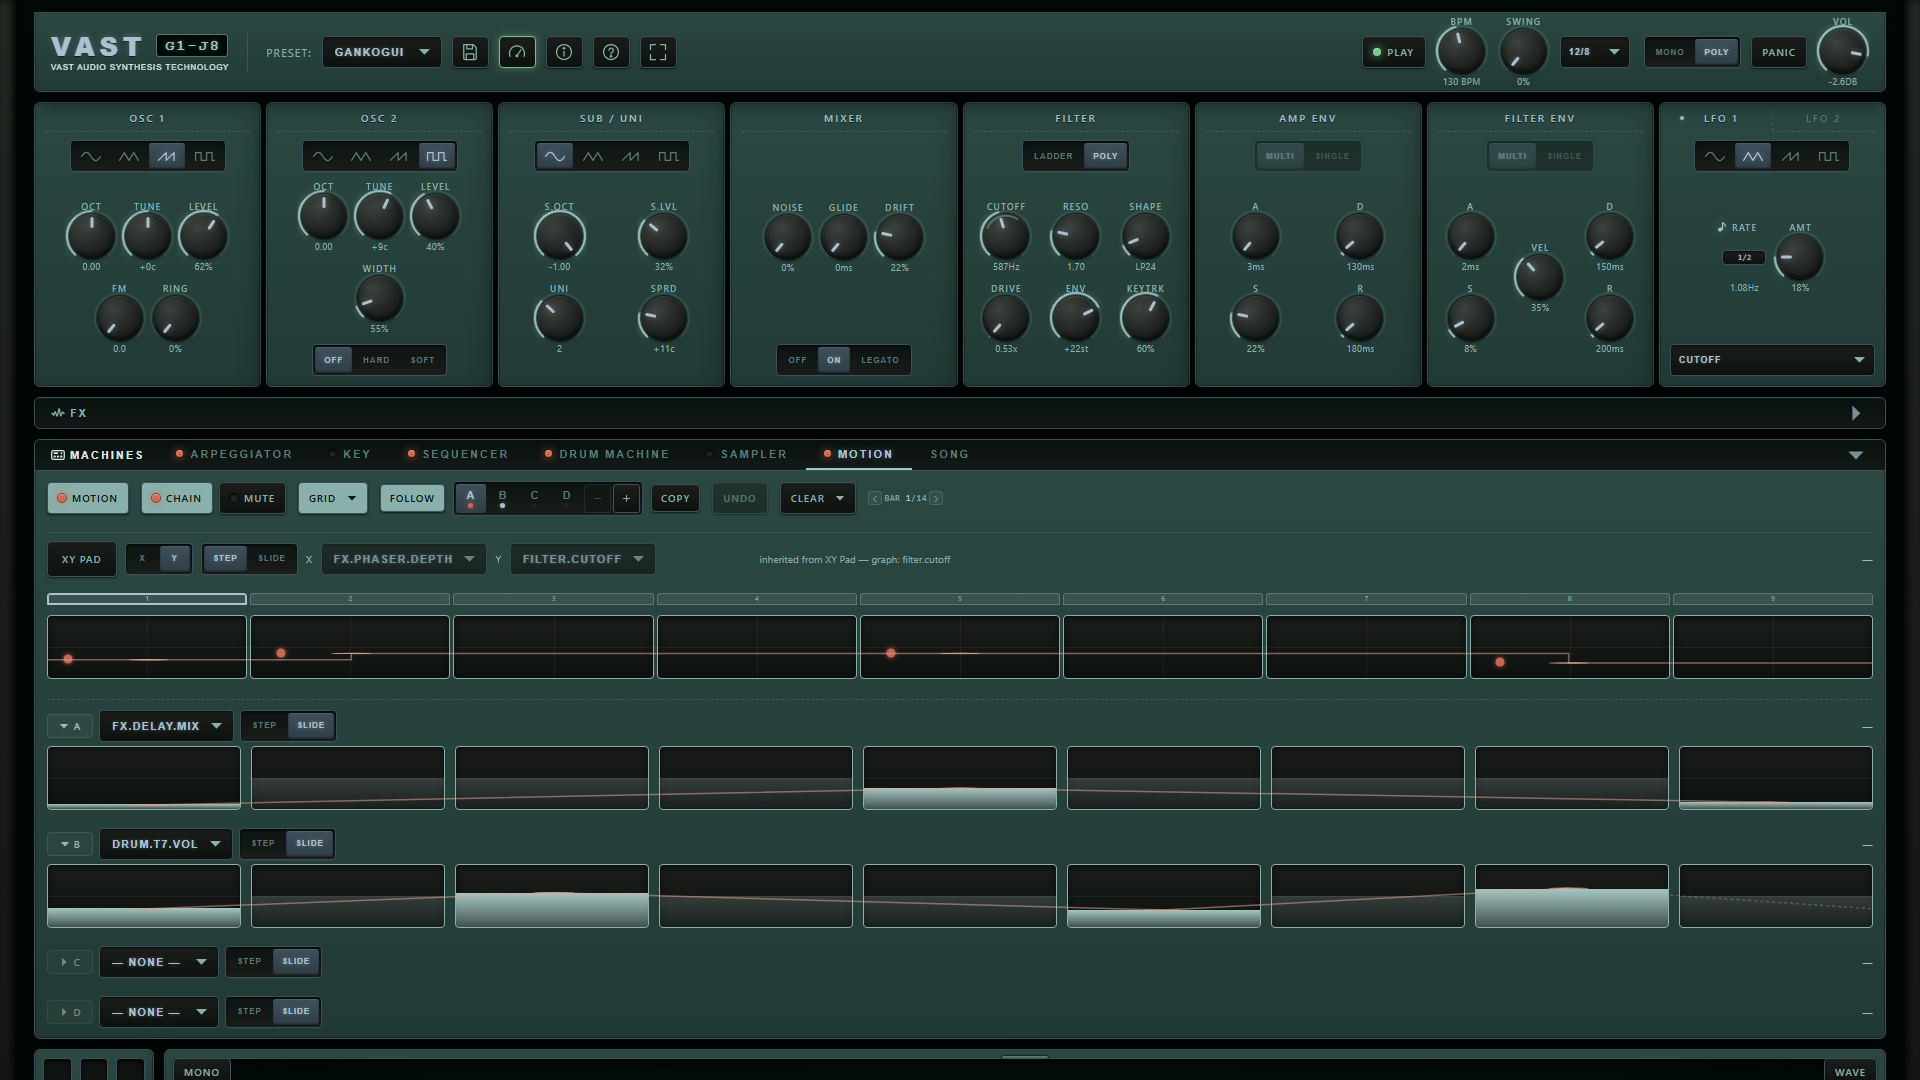 VAST G1-J8
VAST AUDIO SYNTHESIS TECHNOLOGY
PRESET: GANKOGUI
PLAY
BPM
130 BPM
SWING
0%
12/8
MONO POLY
PANIC
VOL
-2.6DB
OSC 1
OCT TUNE LEVEL
0.00 +0c 62%
FM RING
0.0 0%
OSC 2
OCT TUNE LEVEL
0.00 +9c 40%
WIDTH
55%
OFF HARD SOFT
SUB / UNI
S.OCT S.LVL
-1.00 32%
UNI SPRD
2 +11c
MIXER
NOISE GLIDE DRIFT
0% 0ms 22%
OFF ON LEGATO
FILTER
LADDER POLY
CUTOFF RESO SHAPE
587Hz 1.70 LP24
DRIVE ENV KEYTRK
0.53x +22st 60%
AMP ENV
MULTI SINGLE
A D
3ms 130ms
S R
22% 180ms
FILTER ENV
MULTI SINGLE
A D
2ms 150ms
VEL
35%
S R
8% 200ms
LFO 1 LFO 2
RATE AMT
1/2
1.08Hz 18%
CUTOFF
FX
MACHINES ARPEGGIATOR KEY SEQUENCER DRUM MACHINE SAMPLER MOTION SONG
MOTION CHAIN MUTE GRID FOLLOW A B C D − + COPY UNDO CLEAR < BAR 1/14 >
XY PAD X Y STEP SLIDE X FX.PHASER.DEPTH Y FILTER.CUTOFF inherited from XY Pad — graph: filter.cutoff —
1 2 3 4 5 6 7 8 9
A FX.DELAY.MIX STEP SLIDE —
B DRUM.T7.VOL STEP SLIDE —
C — NONE — STEP SLIDE —
D — NONE — STEP SLIDE —
MONO WAVE